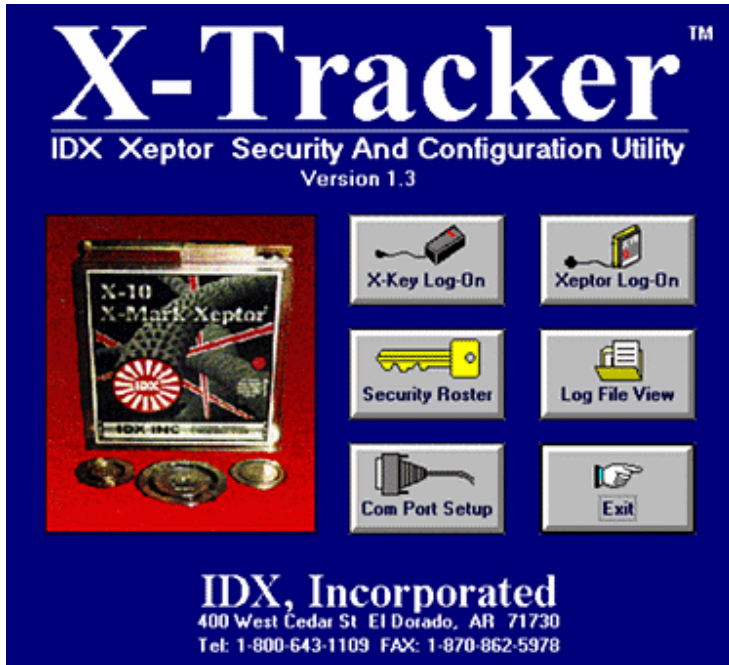 X-Tracker™
IDX Xeptor Security And Configuration Utility
Version 1.3
X-10
X-Mark Xeptor
IDX
IDX INC
X-Key Log-On
Xeptor Log-On
Security Roster
Log File View
Com Port Setup
Exit
IDX, Incorporated
400 West Cedar St El Dorado, AR 71730
Tel: 1-800-643-1109 FAX: 1-870-862-5978